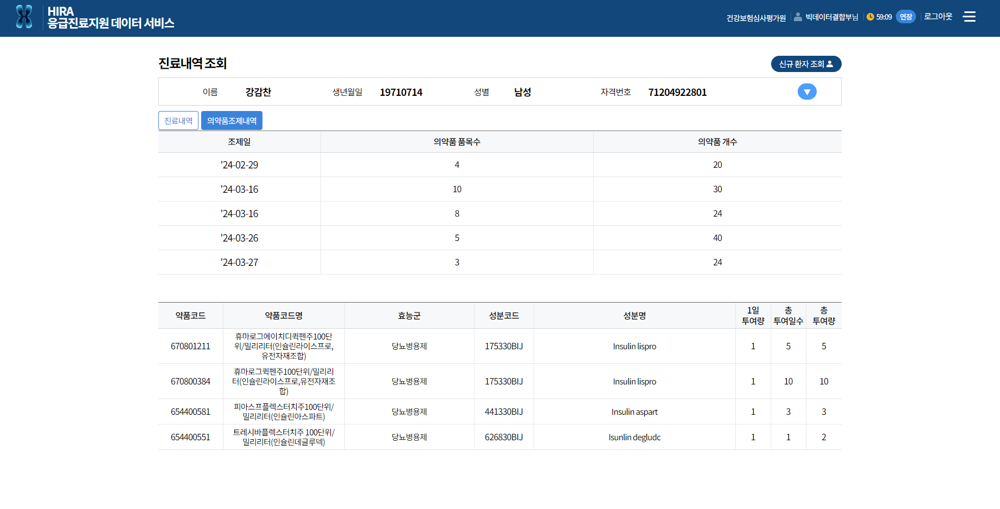 HIRA
응급진료지원 데이터 서비스
건강보험심사평가원 빅데이터결합부님 59:09 연장 로그아웃
진료내역 조회
신규 환자 조회
이름 강감찬 생년월일 19710714 성별 남성 자격번호 71204922801 ▼
진료내역 의약품조제내역
조제일 의약품 품목수 의약품 개수
'24-02-29 4 20
'24-03-16 10 30
'24-03-16 8 24
'24-03-26 5 40
'24-03-27 3 24
약품코드 약품코드명 효능군 성분코드 성분명 1일 투여량 총 투여일수 총 투여량
670801211 휴마로그에이치디퀵펜주100단
위/밀리리터(인슐린라이스프로,
유전자재조합) 당뇨병용제 175330BIJ Insulin lispro 1 5 5
670800384 휴마로그퀵펜주100단위/밀리리
터(인슐린라이스프로,유전자재조
합) 당뇨병용제 175330BIJ Insulin lispro 1 10 10
654400581 피아스프플렉스터치주100단위/
밀리리터(인슐린아스파트) 당뇨병용제 441330BIJ Insulin aspart 1 3 3
654400551 트레시바플렉스터치주 100단위/
밀리리터(인슐린데글루덱) 당뇨병용제 626830BIJ Isunlin degludc 1 1 2